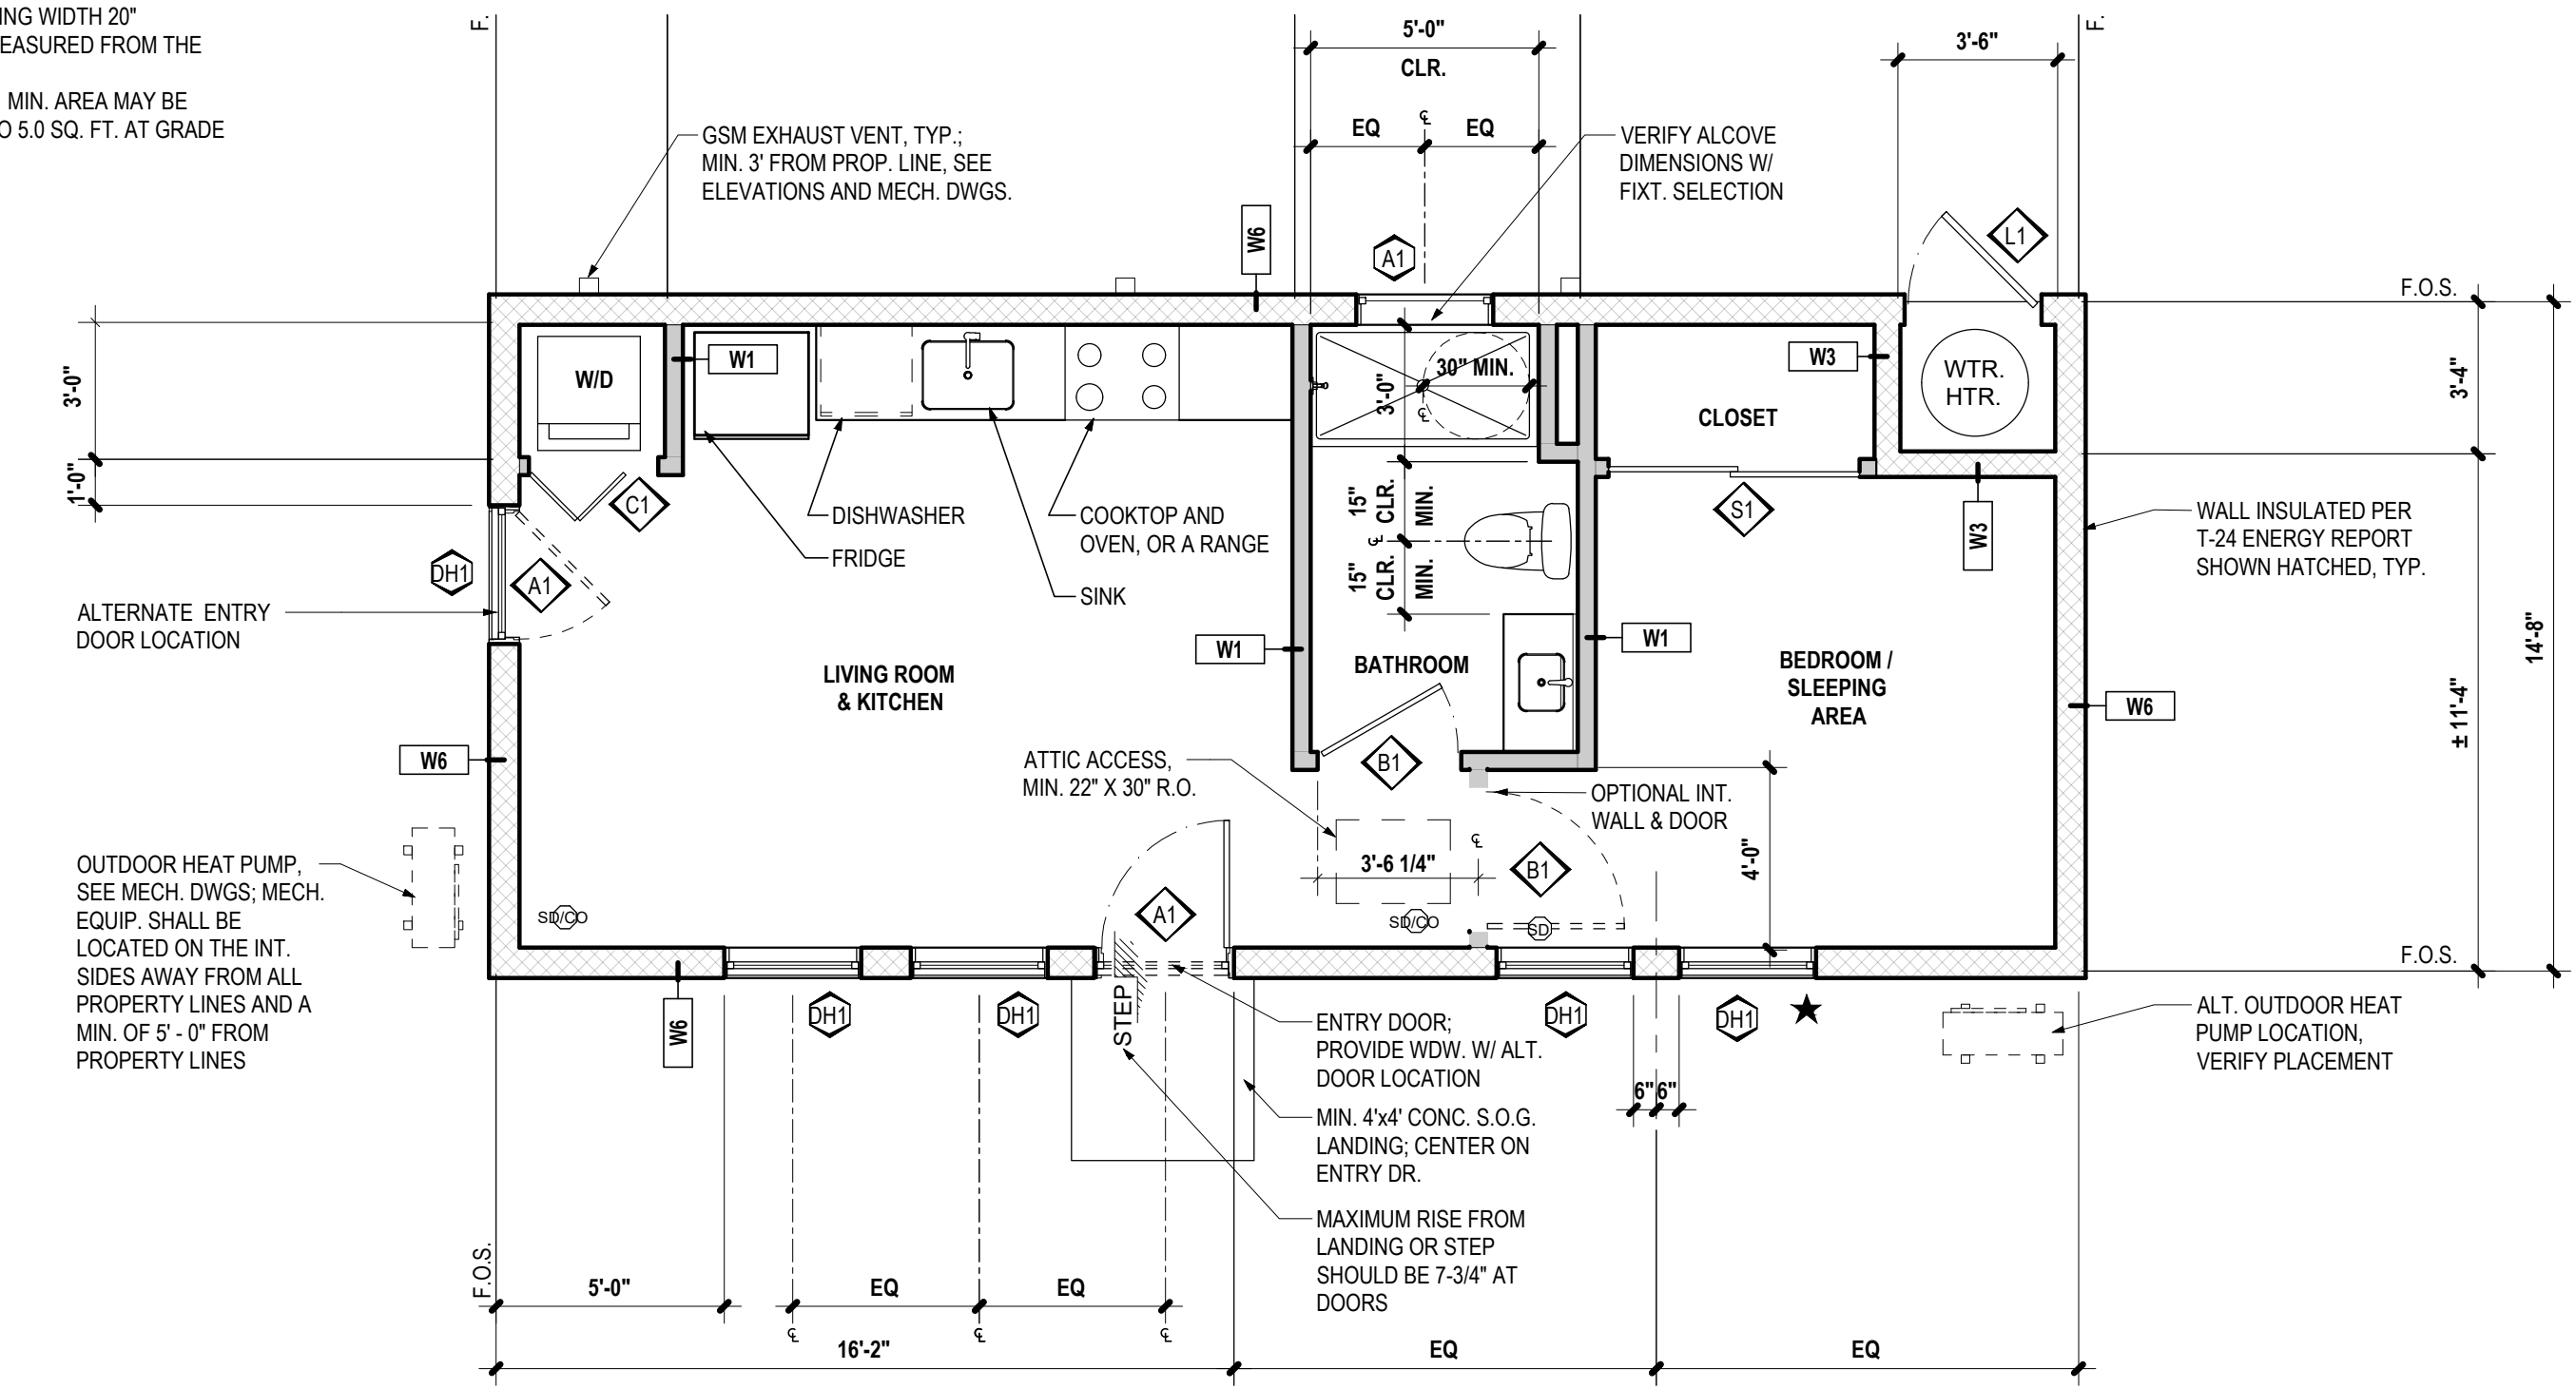 ING WIDTH 20"
EASURED FROM THE
MIN. AREA MAY BE
O 5.0 SQ. FT. AT GRADE
F.
F.
5'-0"
CLR.
3'-6"
EQ
℄
EQ
GSM EXHAUST VENT, TYP.;
MIN. 3' FROM PROP. LINE, SEE
ELEVATIONS AND MECH. DWGS.
VERIFY ALCOVE
DIMENSIONS W/
FIXT. SELECTION
W6
A1
L1
F.O.S.
3'-0"
1'-0"
W/D
W1
30" MIN.
3'-0"
℄
W3
WTR.
HTR.
CLOSET
3'-4"
14'-8"
± 11'-4"
C1
DISHWASHER
FRIDGE
COOKTOP AND
OVEN, OR A RANGE
SINK
15"
CLR.
MIN.
℄
15"
CLR.
MIN.
S1
W3
WALL INSULATED PER
T-24 ENERGY REPORT
SHOWN HATCHED, TYP.
DH1
A1
ALTERNATE ENTRY
DOOR LOCATION
W1
W1
LIVING ROOM
& KITCHEN
BATHROOM
BEDROOM /
SLEEPING
AREA
W6
W6
ATTIC ACCESS,
MIN. 22" X 30" R.O.
B1
OPTIONAL INT.
WALL & DOOR
3'-6 1/4"
℄
B1
4'-0"
OUTDOOR HEAT PUMP,
SEE MECH. DWGS; MECH.
EQUIP. SHALL BE
LOCATED ON THE INT.
SIDES AWAY FROM ALL
PROPERTY LINES AND A
MIN. OF 5' - 0" FROM
PROPERTY LINES
SD/CO
A1
SD/CO
SD
F.O.S.
W6
DH1
DH1
STEP
DH1
DH1
ENTRY DOOR;
PROVIDE WDW. W/ ALT.
DOOR LOCATION
MIN. 4'x4' CONC. S.O.G.
LANDING; CENTER ON
ENTRY DR.
MAXIMUM RISE FROM
LANDING OR STEP
SHOULD BE 7-3/4" AT
DOORS
6"
6"
ALT. OUTDOOR HEAT
PUMP LOCATION,
VERIFY PLACEMENT
F.O.S.
5'-0"
EQ
EQ
℄
℄
℄
16'-2"
EQ
EQ